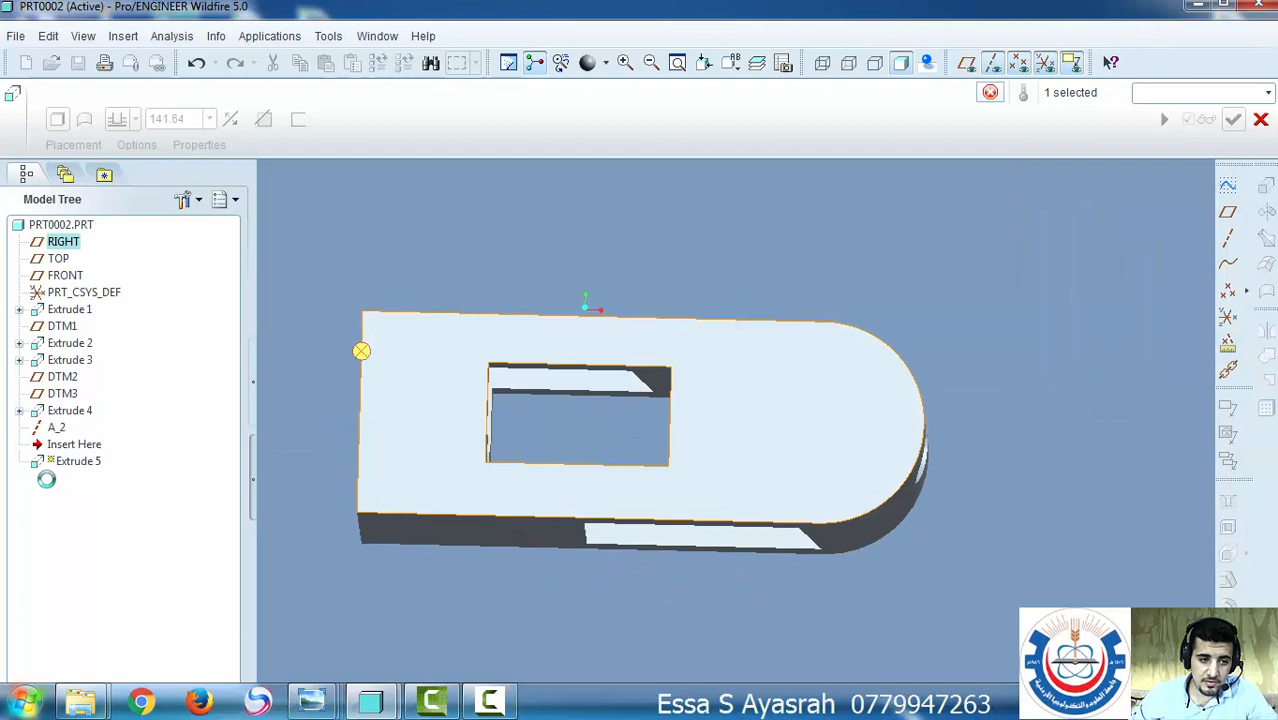 PRT0002 (Active) - Pro/ENGINEER Wildfire 5.0
File Edit View Insert Analysis Info Applications Tools Window Help
1 selected
141.64
Placement Options Properties
Model Tree
PRT0002.PRT
RIGHT
TOP
FRONT
PRT_CSYS_DEF
Extrude 1
DTM1
Extrude 2
Extrude 3
DTM2
DTM3
Extrude 4
A_2
Insert Here
Extrude 5
Essa S Ayasrah 0779947263